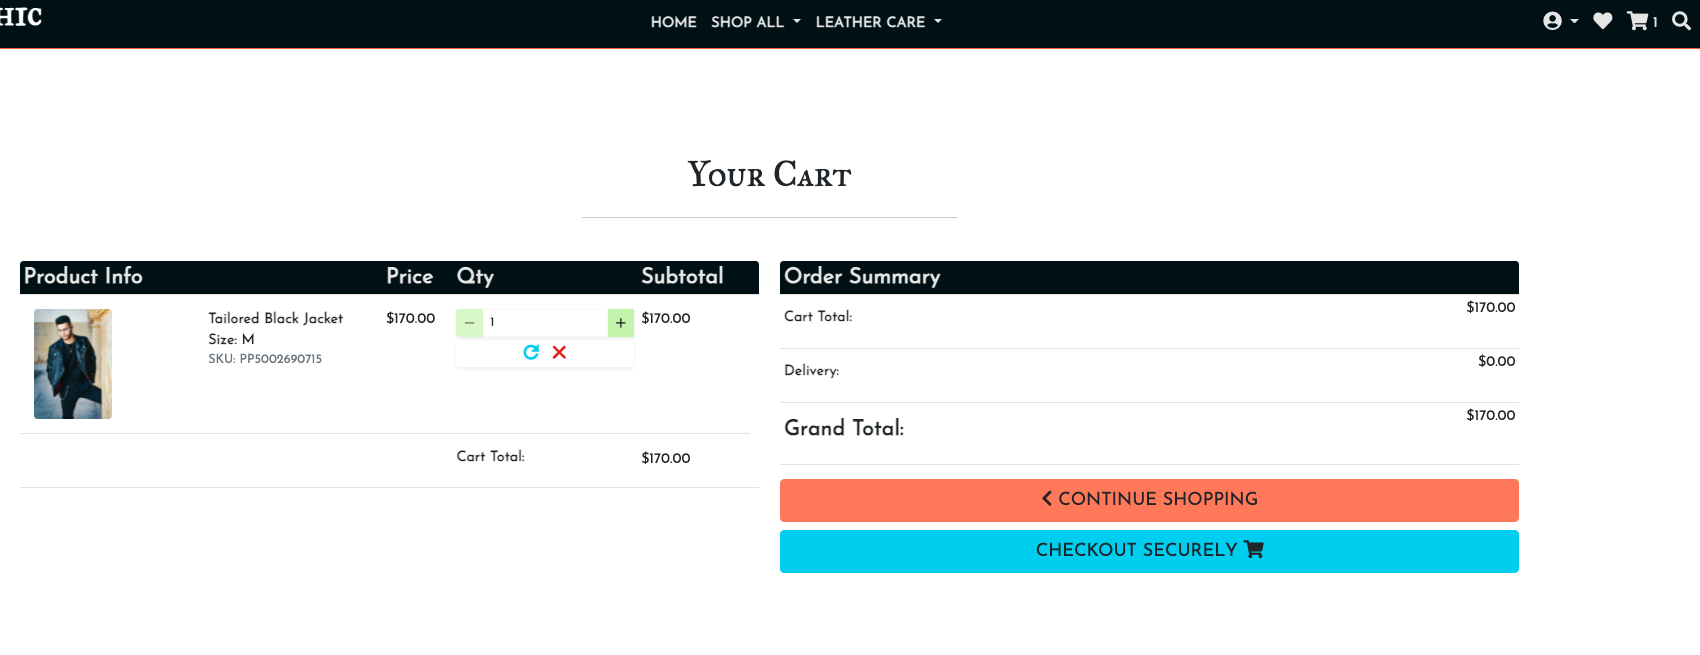 HIC
HOME SHOP ALL LEATHER CARE
1
Your Cart
Product Info Price Qty Subtotal
Tailored Black Jacket
Size: M
SKU: PP5002690715
$170.00
1
$170.00
Cart Total: $170.00
Order Summary
Cart Total: $170.00
Delivery: $0.00
Grand Total: $170.00
CONTINUE SHOPPING
CHECKOUT SECURELY